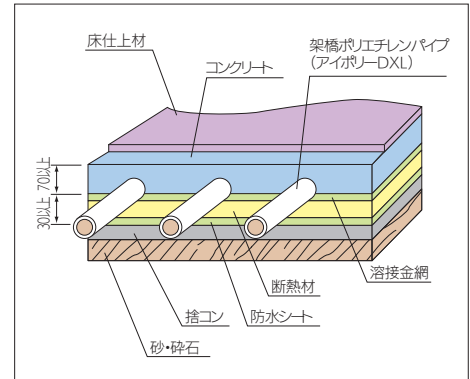 床仕上材
コンクリート
架橋ポリエチレンパイプ
(アイポリーDXL)
70以上
30以上
溶接金網
断熱材
防水シート
捨コン
砂・砕石